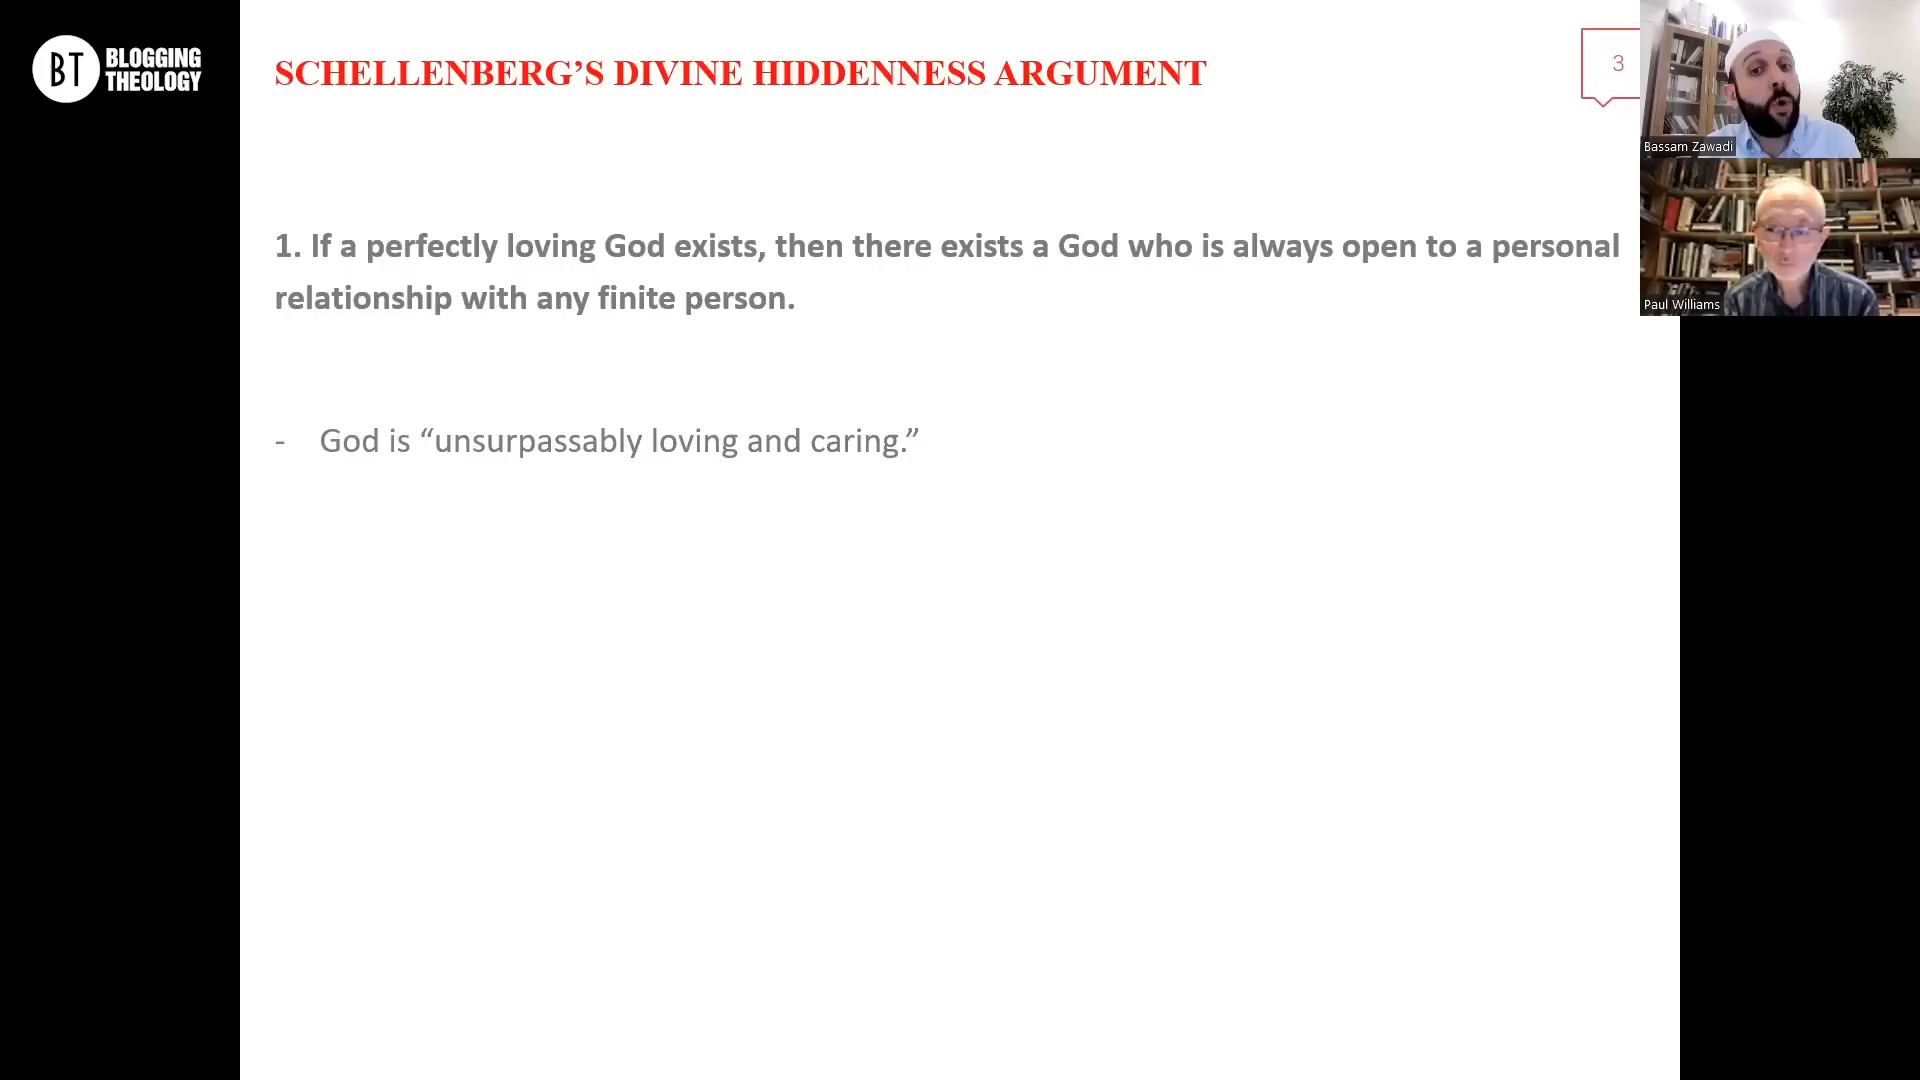 BT BLOGGING
THEOLOGY
SCHELLENBERG’S DIVINE HIDDENNESS ARGUMENT
3
1. If a perfectly loving God exists, then there exists a God who is always open to a personal
relationship with any finite person.
- God is “unsurpassably loving and caring.”
Bassam Zawadi
Paul Williams